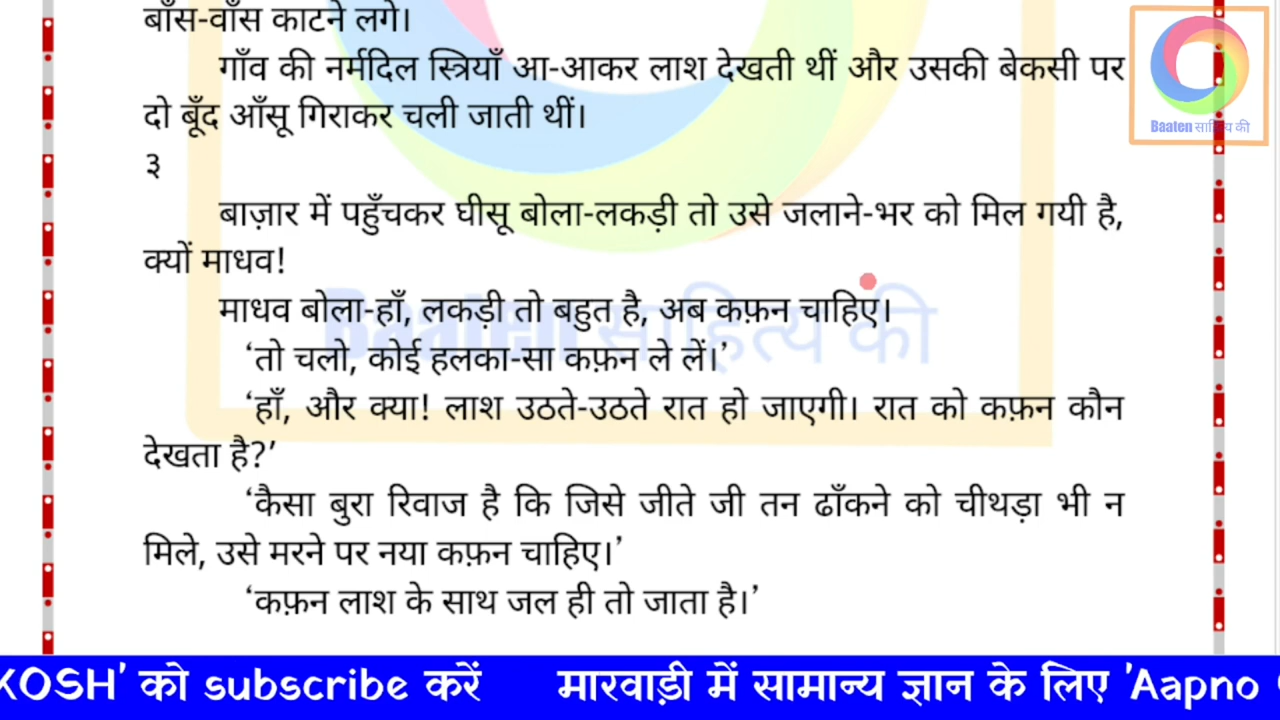 बाँस-वाँस काटने लगे।
गाँव की नर्मदिल स्त्रियाँ आ-आकर लाश देखती थीं और उसकी बेकसी पर
दो बूँद आँसू गिराकर चली जाती थीं।
३
बाज़ार में पहुँचकर घीसू बोला-लकड़ी तो उसे जलाने-भर को मिल गयी है,
क्यों माधव!
माधव बोला-हाँ, लकड़ी तो बहुत है, अब कफ़न चाहिए।
‘तो चलो, कोई हलका-सा कफ़न ले लें।’
‘हाँ, और क्या! लाश उठते-उठते रात हो जाएगी। रात को कफ़न कौन
देखता है?’
‘कैसा बुरा रिवाज है कि जिसे जीते जी तन ढाँकने को चीथड़ा भी न
मिले, उसे मरने पर नया कफ़न चाहिए।’
‘कफ़न लाश के साथ जल ही तो जाता है।’
Baaten साहित्य की
Baaten साहित्य की
KOSH' को subscribe करें मारवाड़ी में सामान्य ज्ञान के लिए 'Aapno